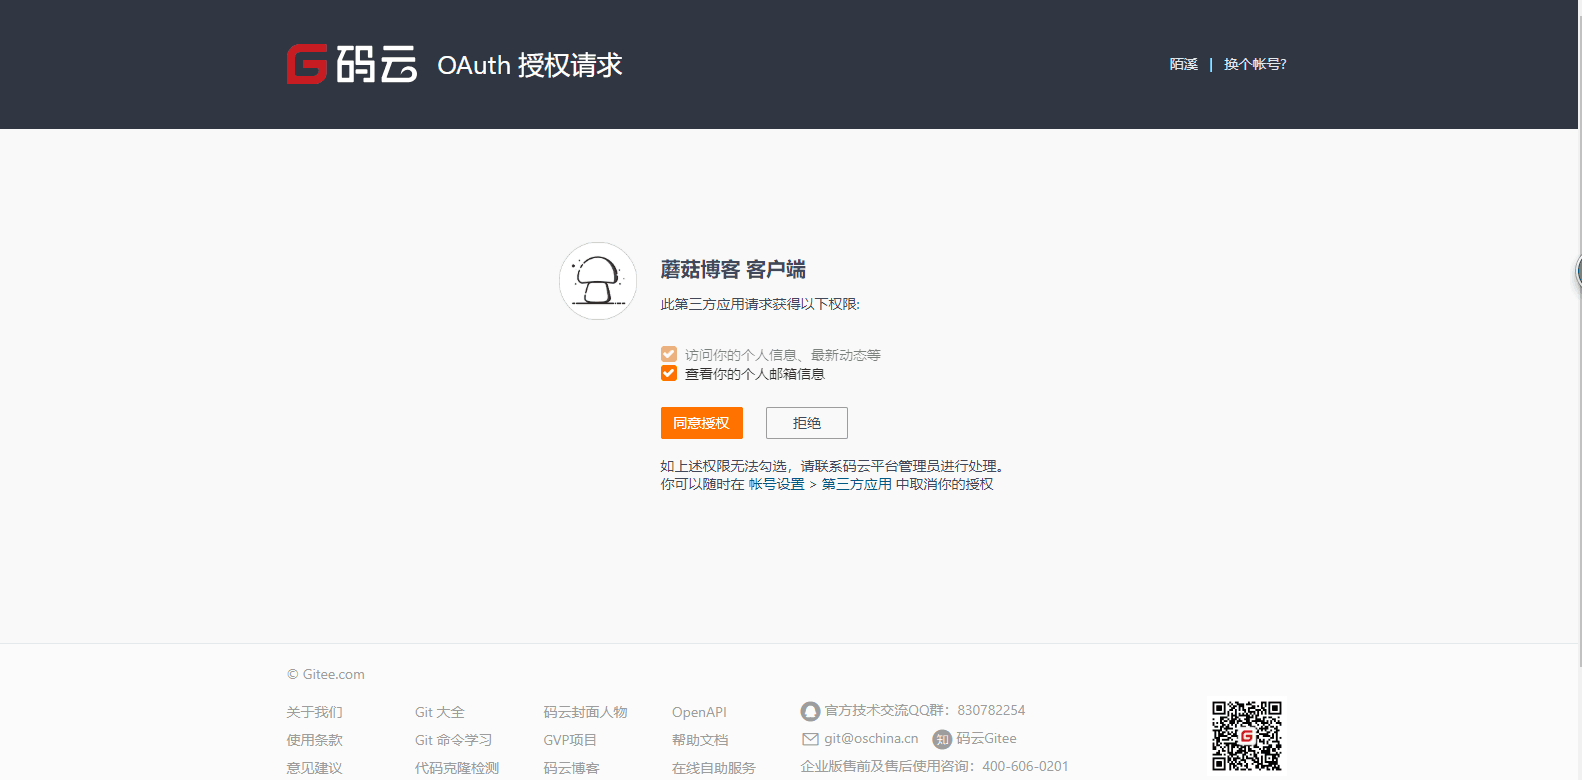 码云 OAuth 授权请求
陌溪 | 换个帐号?
蘑菇博客 客户端
此第三方应用请求获得以下权限:
访问你的个人信息、最新动态等
查看你的个人邮箱信息
同意授权 拒绝
如上述权限无法勾选，请联系码云平台管理员进行处理。
你可以随时在 帐号设置 > 第三方应用 中取消你的授权
© Gitee.com
关于我们 Git 大全 码云封面人物 OpenAPI 官方技术交流QQ群：830782254
使用条款 Git 命令学习 GVP项目 帮助文档 git@oschina.cn 知 码云Gitee
意见建议 代码克隆检测 码云博客 在线自助服务 企业版售前及售后使用咨询：400-606-0201